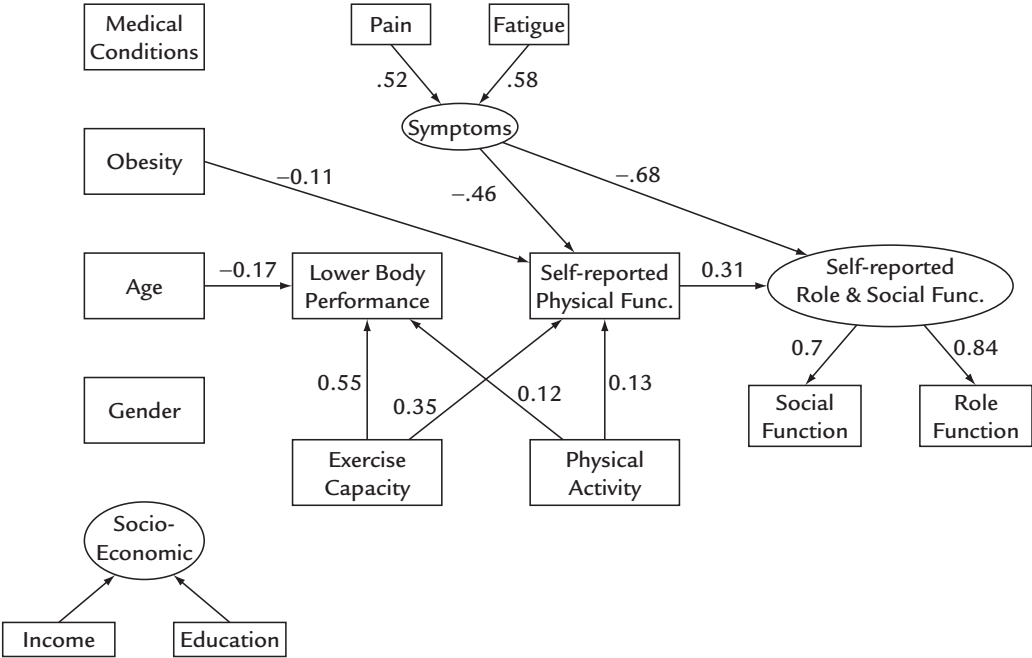 Medical
Conditions
Pain
Fatigue
.52
.58
Symptoms
Obesity
−0.11
−.46
−.68
Age
−0.17
Lower Body
Performance
Self-reported
Physical Func.
0.31
Self-reported
Role & Social Func.
0.7
0.84
Gender
0.55
0.35
0.12
0.13
Social
Function
Role
Function
Exercise
Capacity
Physical
Activity
Socio-
Economic
Income
Education